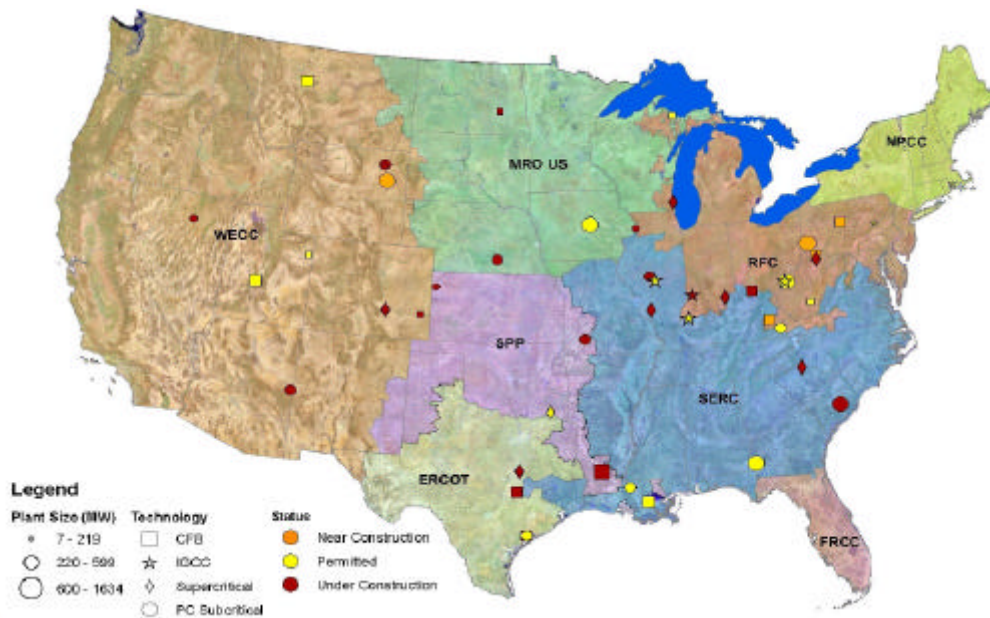 NPCC
MRO US
WECC
RFC
SPP
SERC
ERCOT
FRCC
Legend
Plant Size (MW)
7 - 219
220 - 599
600 - 1634
Technology
CFB
IGCC
Supercritical
PC Subcritical
Status
Near Construction
Permitted
Under Construction